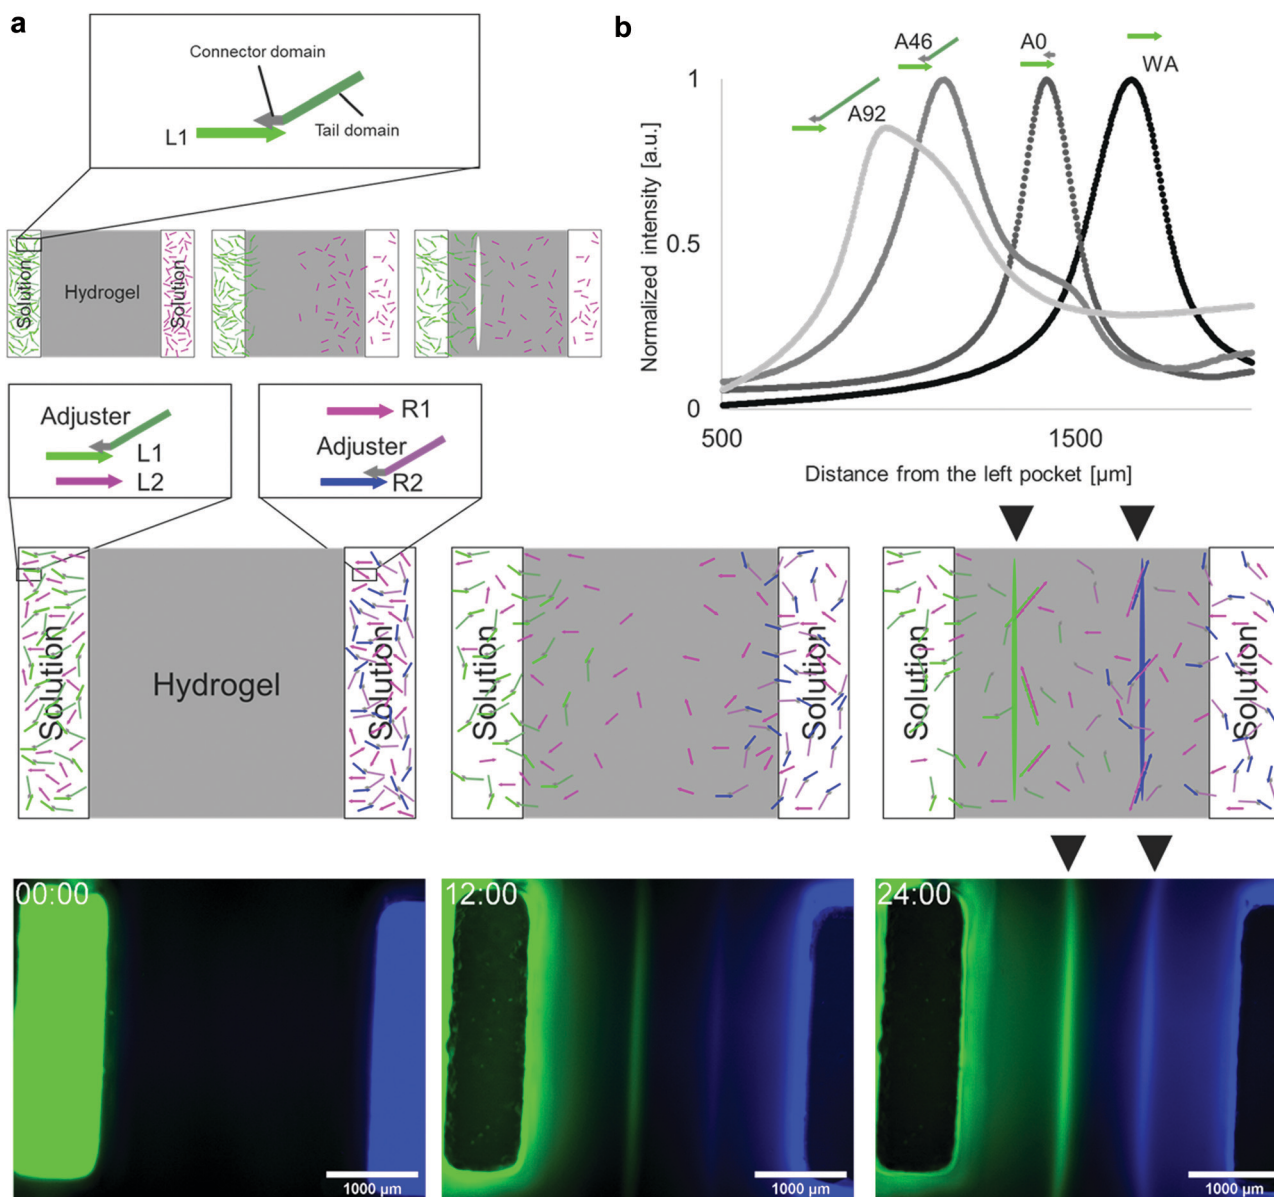 a
Connector domain
L1
Tail domain
Solution
Hydrogel
Solution
Adjuster
L1
L2
R1
Adjuster
R2
Solution
Hydrogel
Solution
Solution
Solution
Solution
Solution
00:00
1000 µm
12:00
1000 µm
24:00
1000 µm
b
A46
A0
WA
A92
1
0.5
0
Normalized intensity [a.u.]
500
1500
Distance from the left pocket [µm]